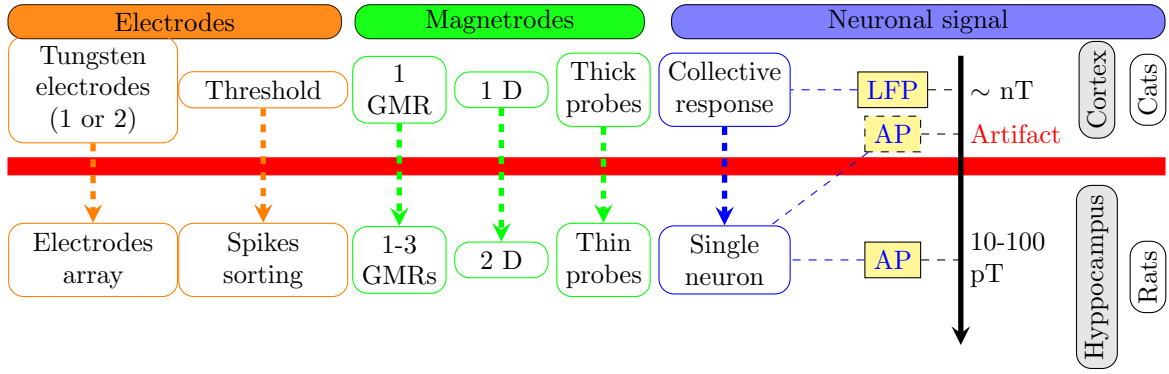 Electrodes
Magnetrodes
Neuronal signal
Tungsten
electrodes
(1 or 2)
Threshold
1
GMR
1 D
Thick
probes
Collective
response
LFP
∼ nT
AP
Artifact
Cortex
Cats
Electrodes
array
Spikes
sorting
1-3
GMRs
2 D
Thin
probes
Single
neuron
AP
10-100
pT
Hyppocampus
Rats